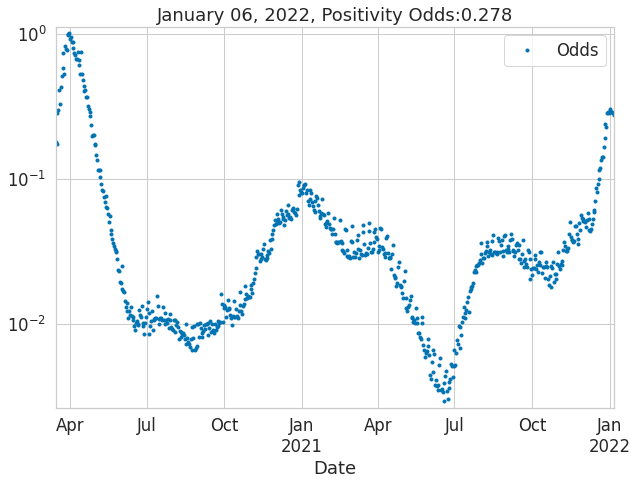 January 06, 2022, Positivity Odds:0.278
Odds
10⁰
10⁻¹
10⁻²
Apr
Jul
Oct
Jan
2021
Apr
Jul
Oct
Jan
2022
Date